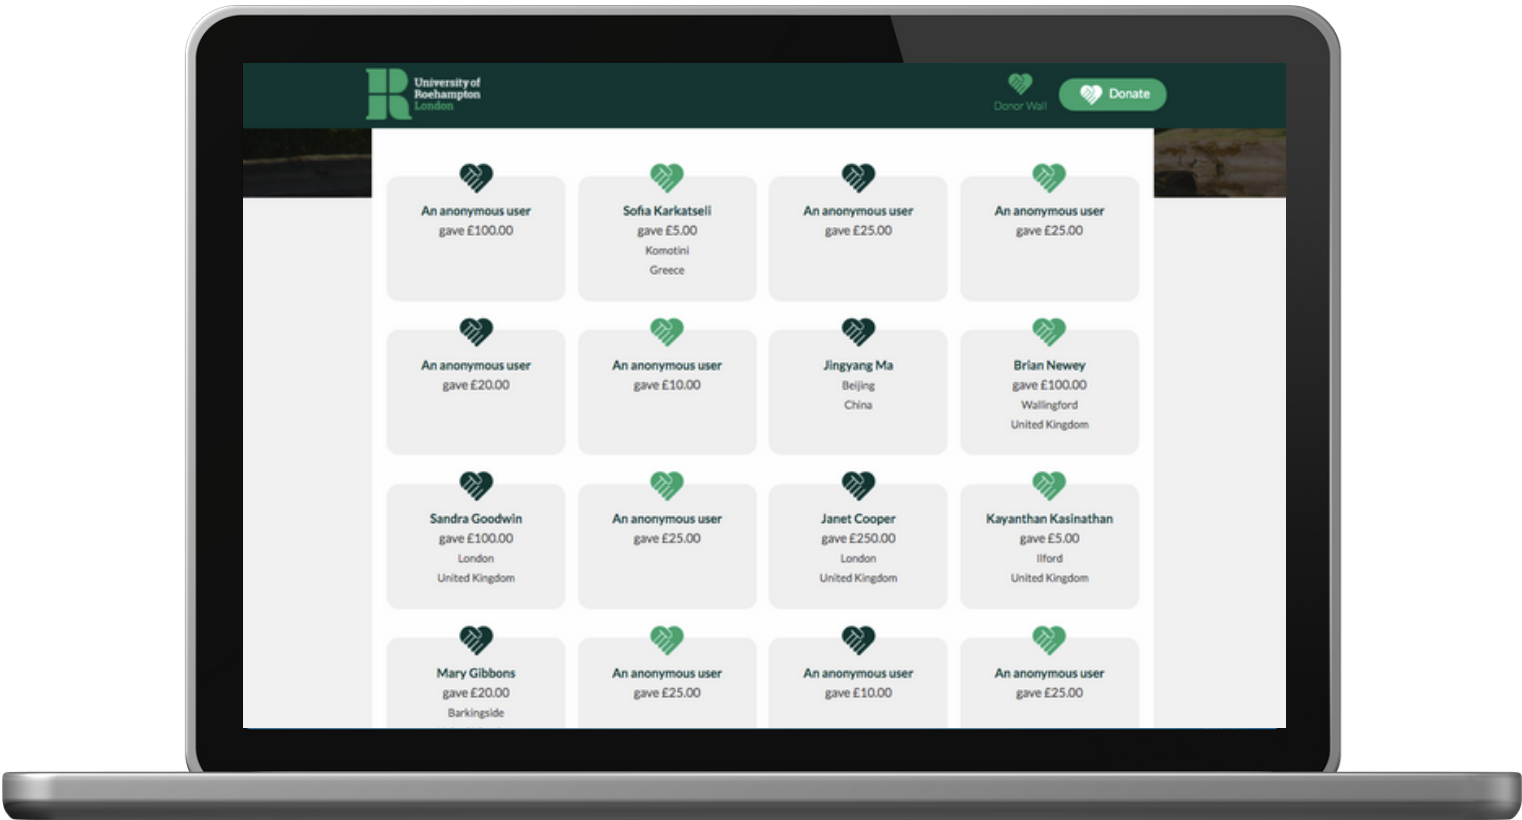 University of
Roehampton
London
Donor Wall
Donate
An anonymous user
gave £100.00
Sofia Karkatseli
gave £5.00
Komotini
Greece
An anonymous user
gave £25.00
An anonymous user
gave £25.00
An anonymous user
gave £20.00
An anonymous user
gave £10.00
Jingyang Ma
Beijing
China
Brian Newey
gave £100.00
Wallingford
United Kingdom
Sandra Goodwin
gave £100.00
London
United Kingdom
An anonymous user
gave £25.00
Janet Cooper
gave £250.00
London
United Kingdom
Kayanthan Kasinathan
gave £5.00
Ilford
United Kingdom
Mary Gibbons
gave £20.00
Barkingside
An anonymous user
gave £25.00
An anonymous user
gave £10.00
An anonymous user
gave £25.00